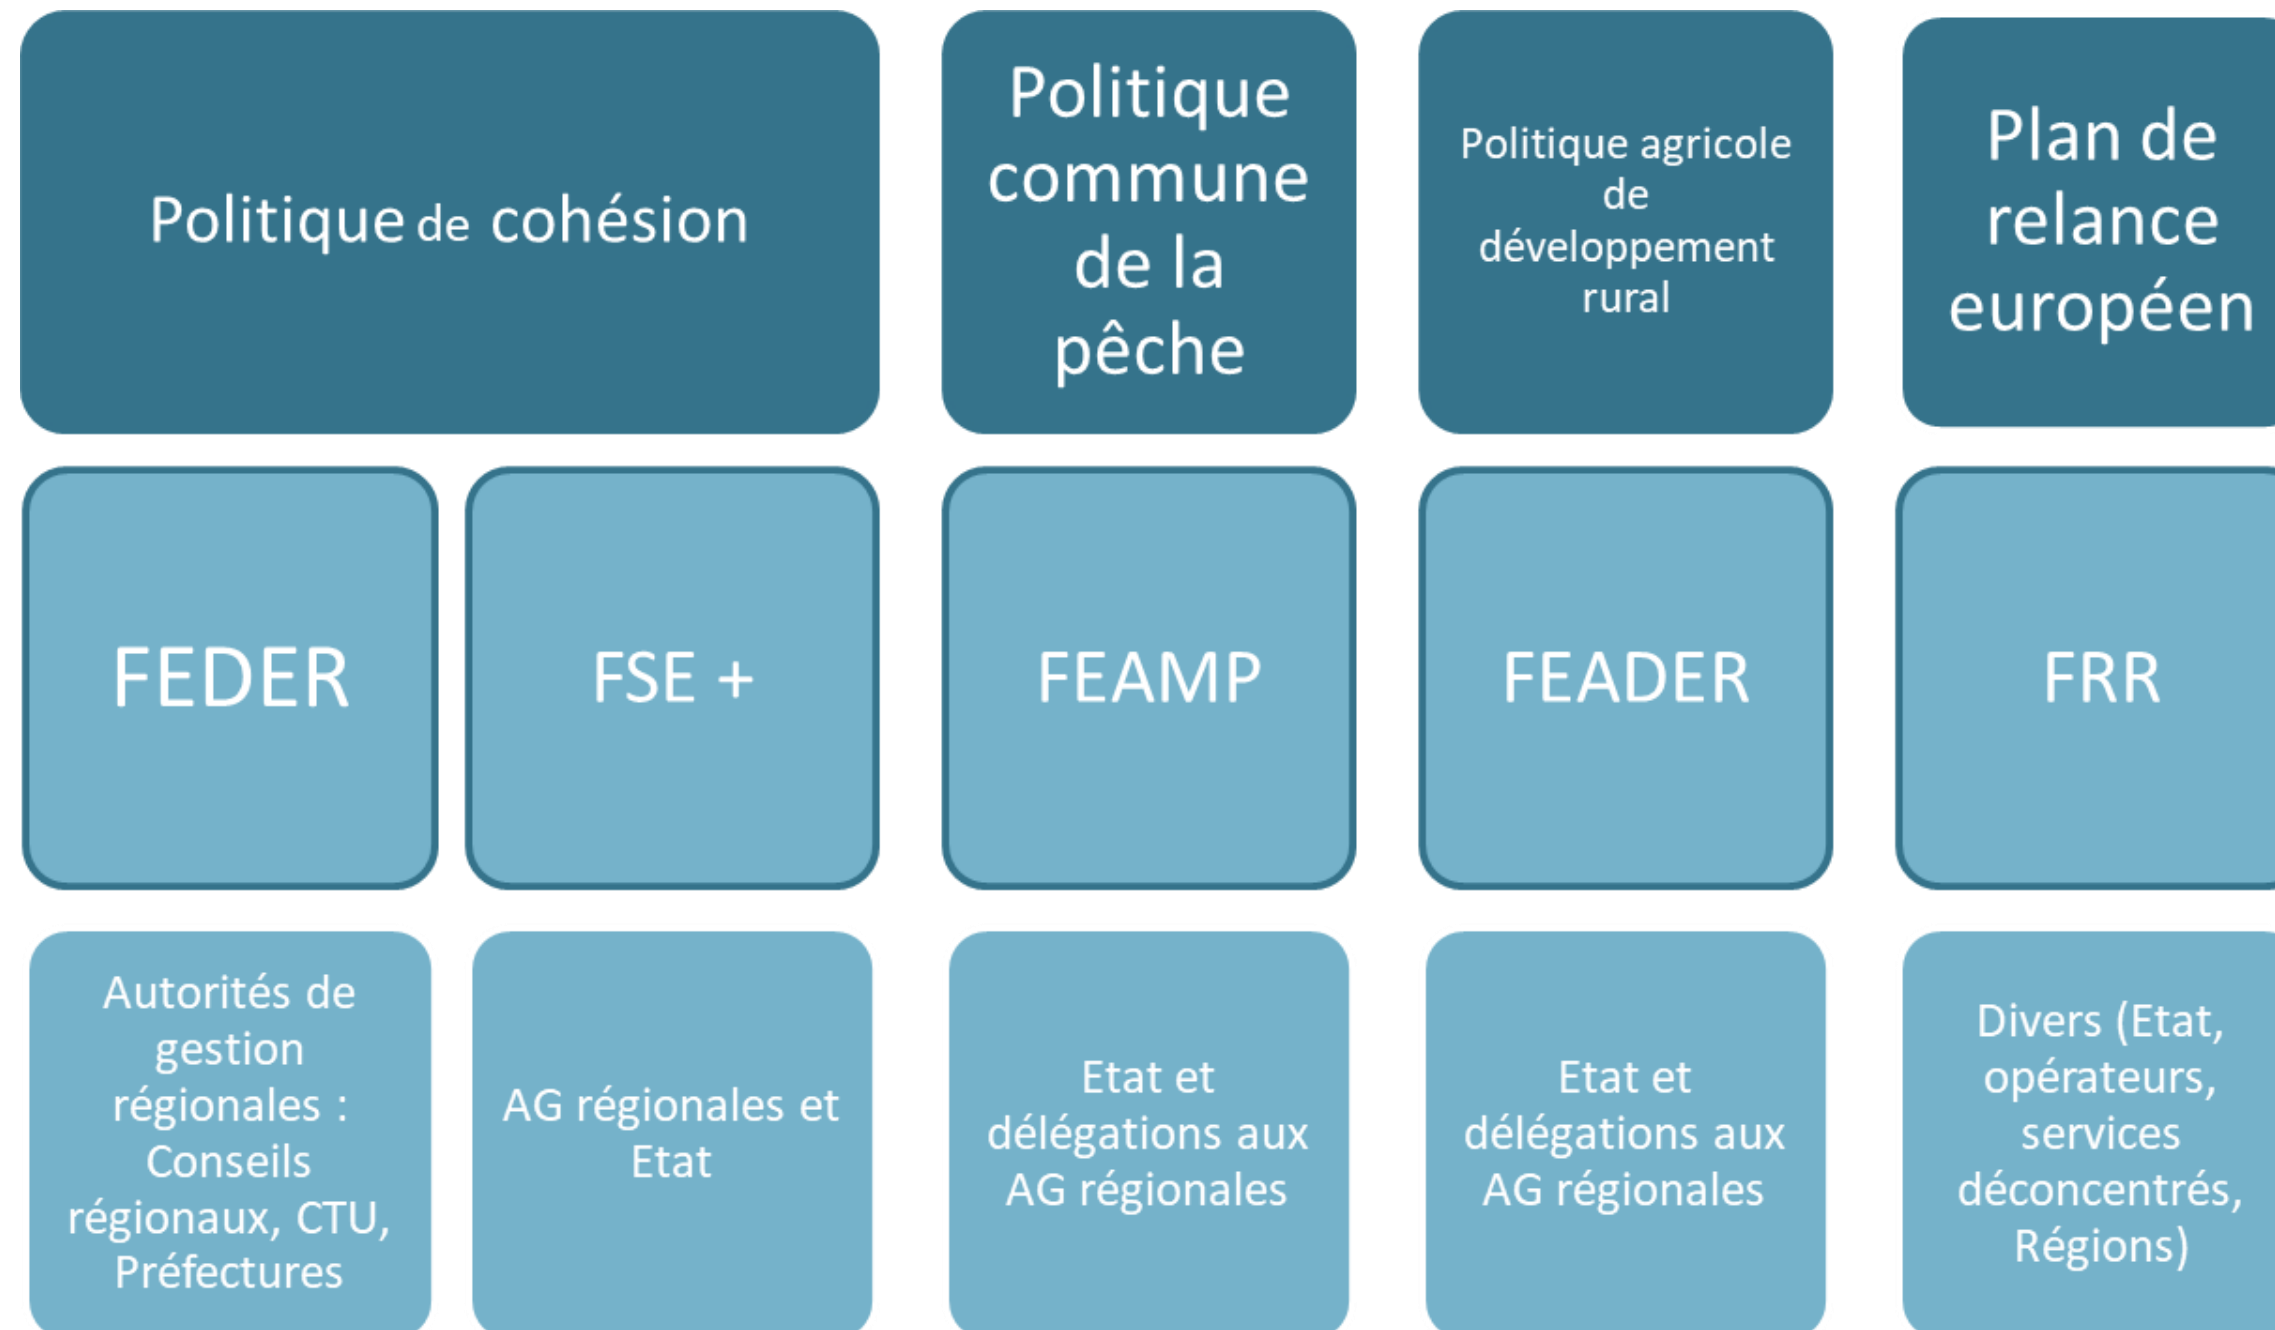 Politique de cohésion
Politique
commune
de la
pêche
Politique agricole
de
développement
rural
Plan de
relance
européen
FEDER
FSE +
FEAMP
FEADER
FRR
Autorités de
gestion
régionales :
Conseils
régionaux, CTU,
Préfectures
AG régionales et
Etat
Etat et
délégations aux
AG régionales
Etat et
délégations aux
AG régionales
Divers (Etat,
opérateurs,
services
déconcentrés,
Régions)